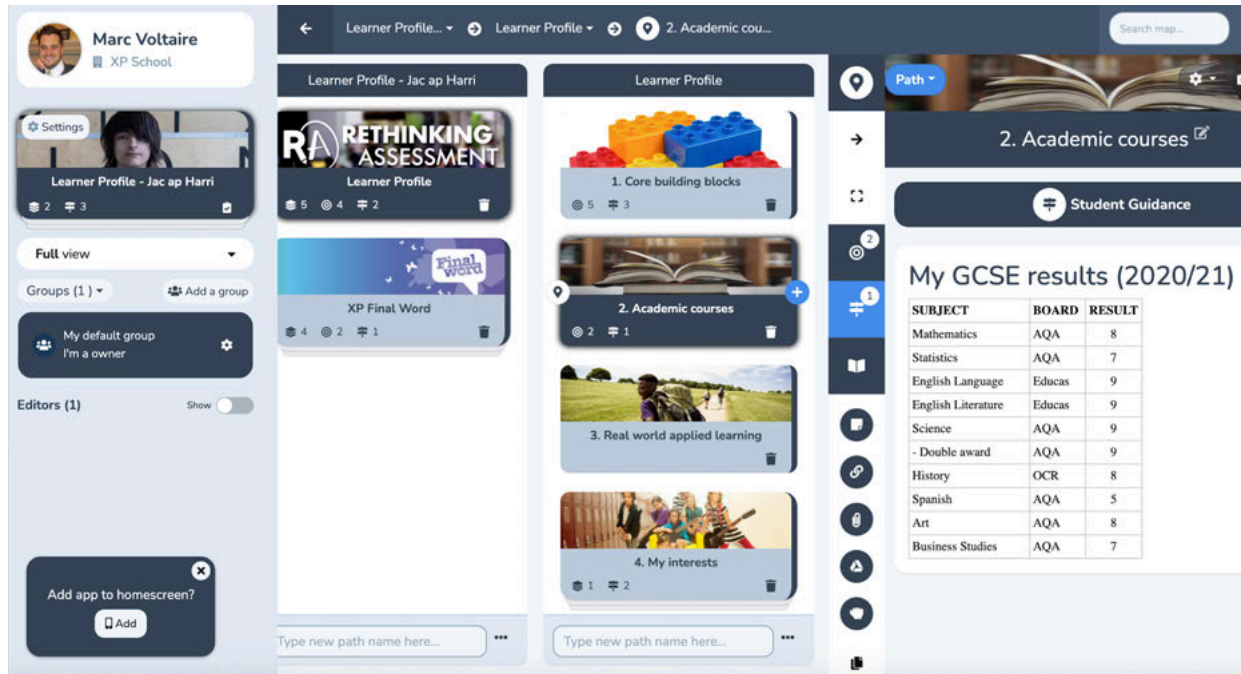 Marc Voltaire
XP School
Settings
Learner Profile - Jac ap Harri
2 3
Full view
Groups (1 )
Add a group
My default group
I'm a owner
Editors (1)
Show
Add app to homescreen?
Add
Learner Profile...
Learner Profile
2. Academic cou...
Search map...
Learner Profile - Jac ap Harri
RA RETHINKING
ASSESSMENT
Learner Profile
5 4 2
Final
Word
XP Final Word
4 2 1
Type new path name here...
Learner Profile
1. Core building blocks
5 3
2. Academic courses
2 1
3. Real world applied learning
4. My interests
1 2
Type new path name here...
2
1
Path
2. Academic courses
Student Guidance
My GCSE results (2020/21)
SUBJECT BOARD RESULT
Mathematics AQA 8
Statistics AQA 7
English Language Educas 9
English Literature Educas 9
Science AQA 9
- Double award AQA 9
History OCR 8
Spanish AQA 5
Art AQA 8
Business Studies AQA 7